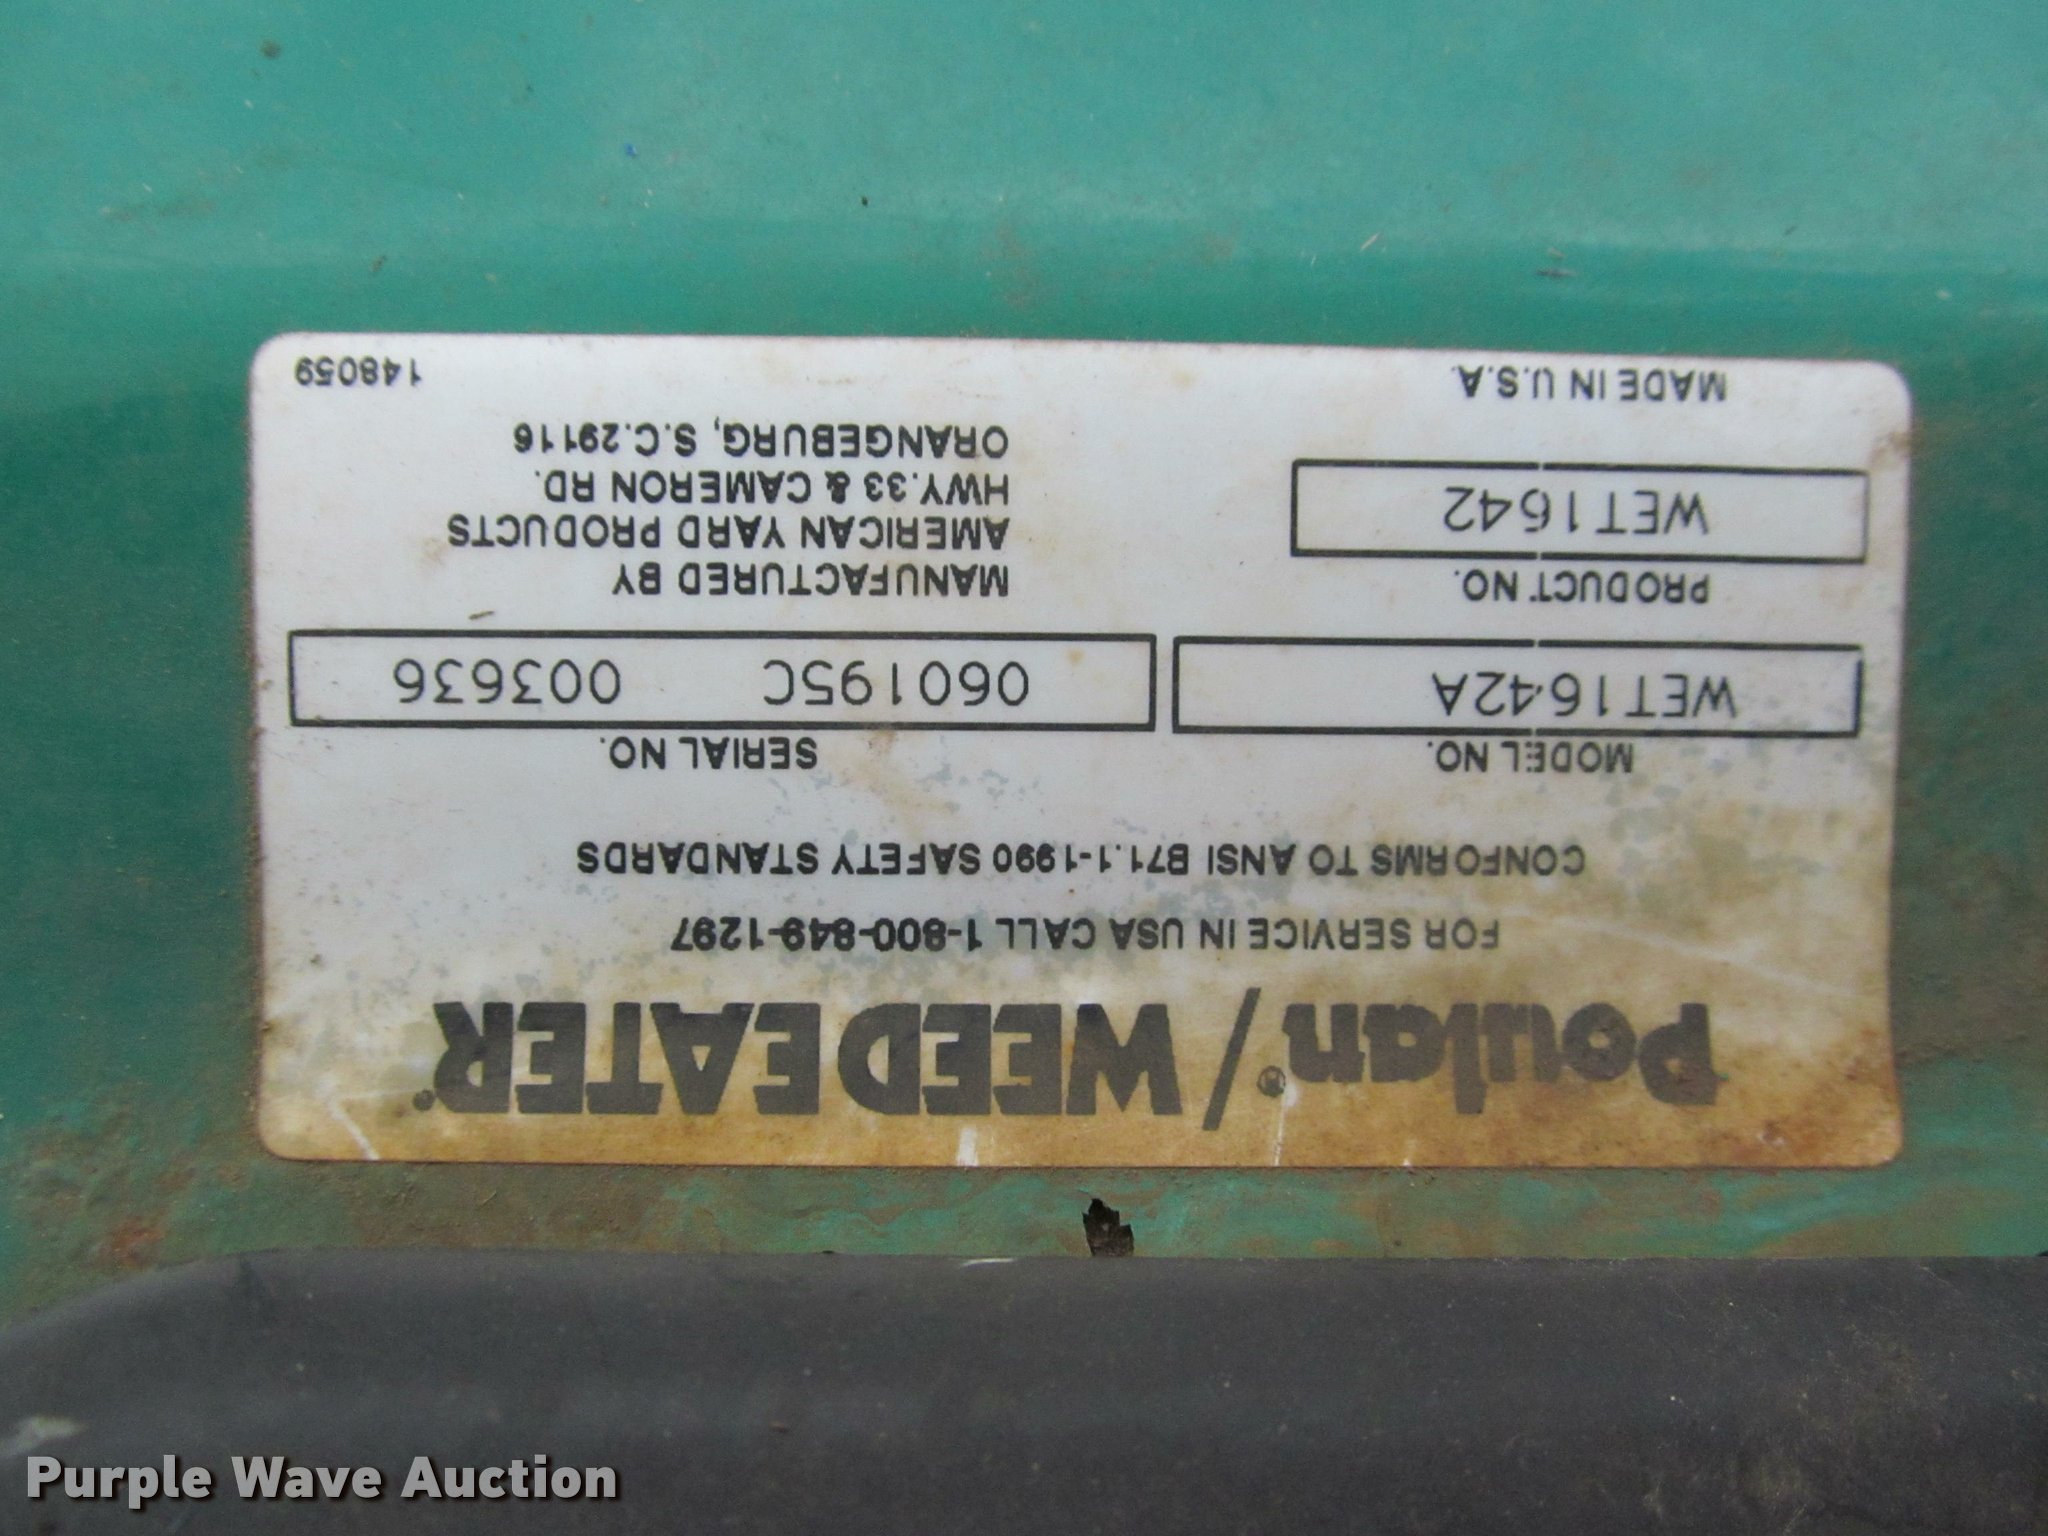 Poulan® / WEED EATER®
FOR SERVICE IN USA CALL 1-800-849-1297
CONFORMS TO ANSI B71.1-1990 SAFETY STANDARDS
MODEL NO.
WET1642A
SERIAL NO.
060195C 003636
PRODUCT NO.
WET1642
MADE IN U.S.A.
MANUFACTURED BY
AMERICAN YARD PRODUCTS
HWY.33 & CAMERON RD.
ORANGEBURG, S.C.29116
148059
Purple Wave Auction